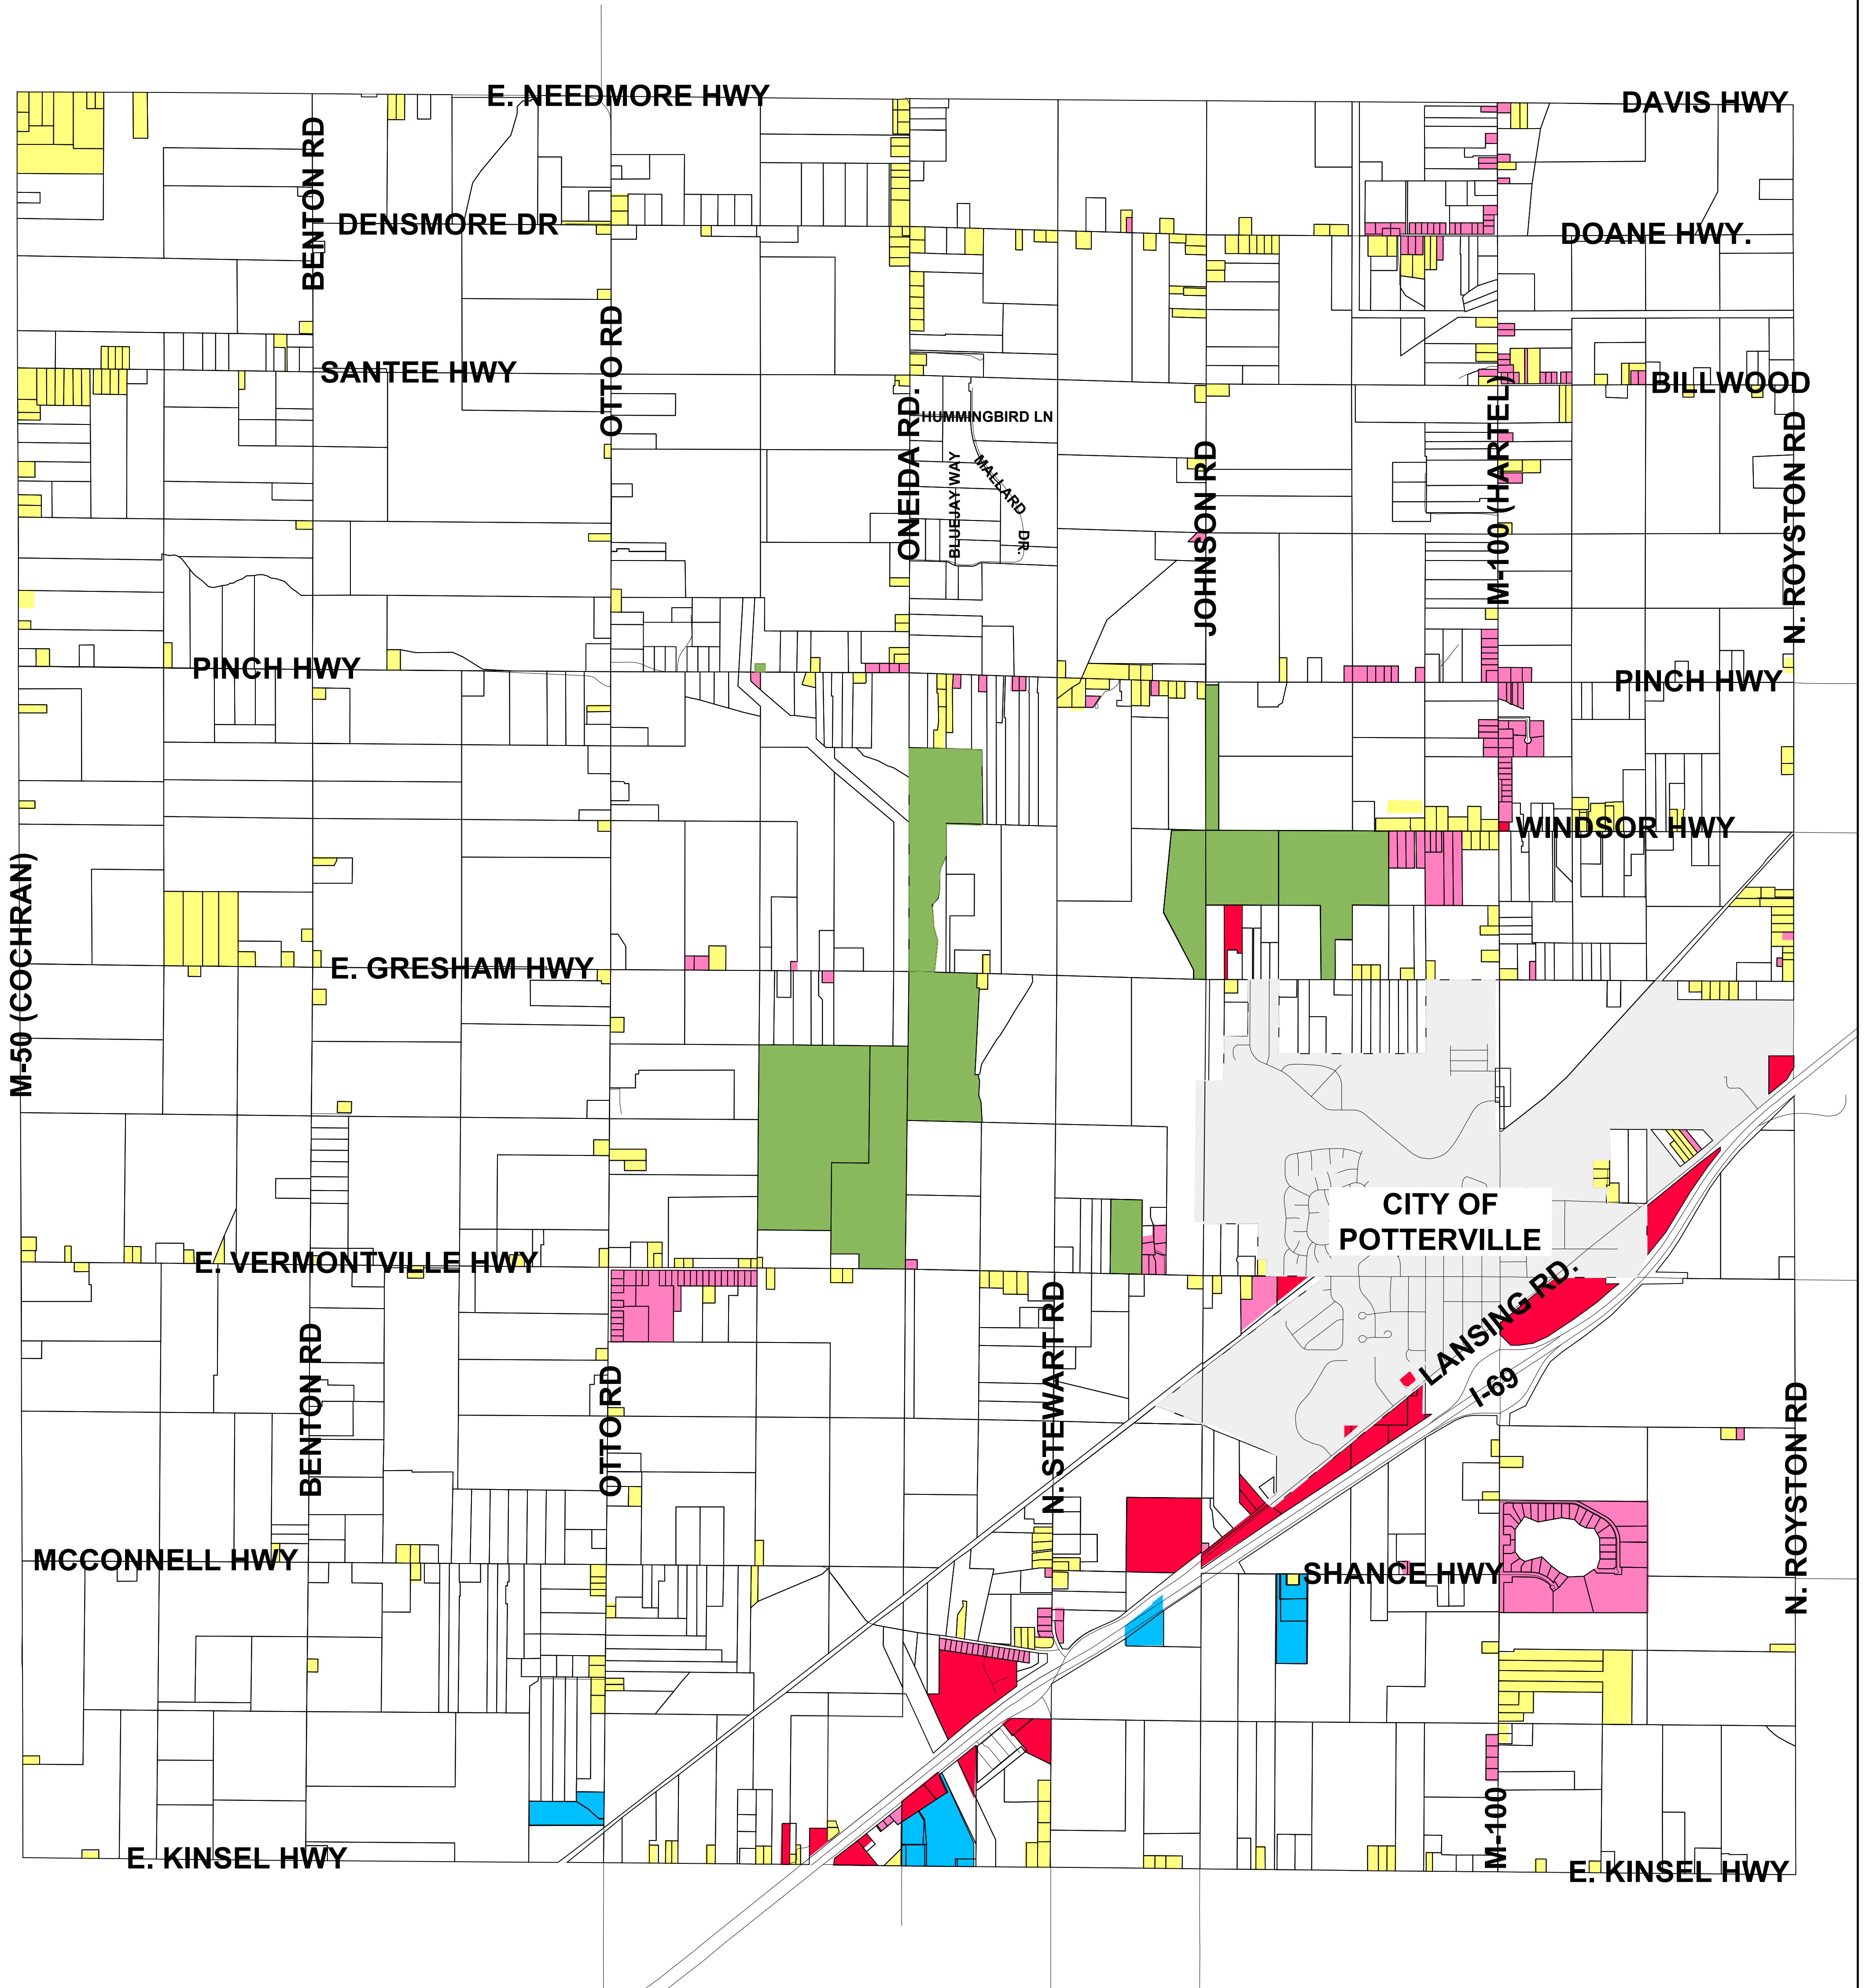 E. NEEDMORE HWY
DAVIS HWY
BENTON RD
DENSMORE DR
DOANE HWY.
OTTO RD
SANTEE HWY
BILLWOOD
ONEIDA RD.
HUMMINGBIRD LN
BLUEJAY WAY
MALLARD
DR.
JOHNSON RD
M-100 (HARTEL)
N. ROYSTON RD
PINCH HWY
PINCH HWY
WINDSOR HWY
M-50 (COCHRAN)
E. GRESHAM HWY
CITY OF
POTTERVILLE
E. VERMONTVILLE HWY
LANSING RD.
I-69
BENTON RD
OTTO RD
N. STEWART RD
N. ROYSTON RD
MCCONNELL HWY
SHANCE HWY
M-100
E. KINSEL HWY
E. KINSEL HWY